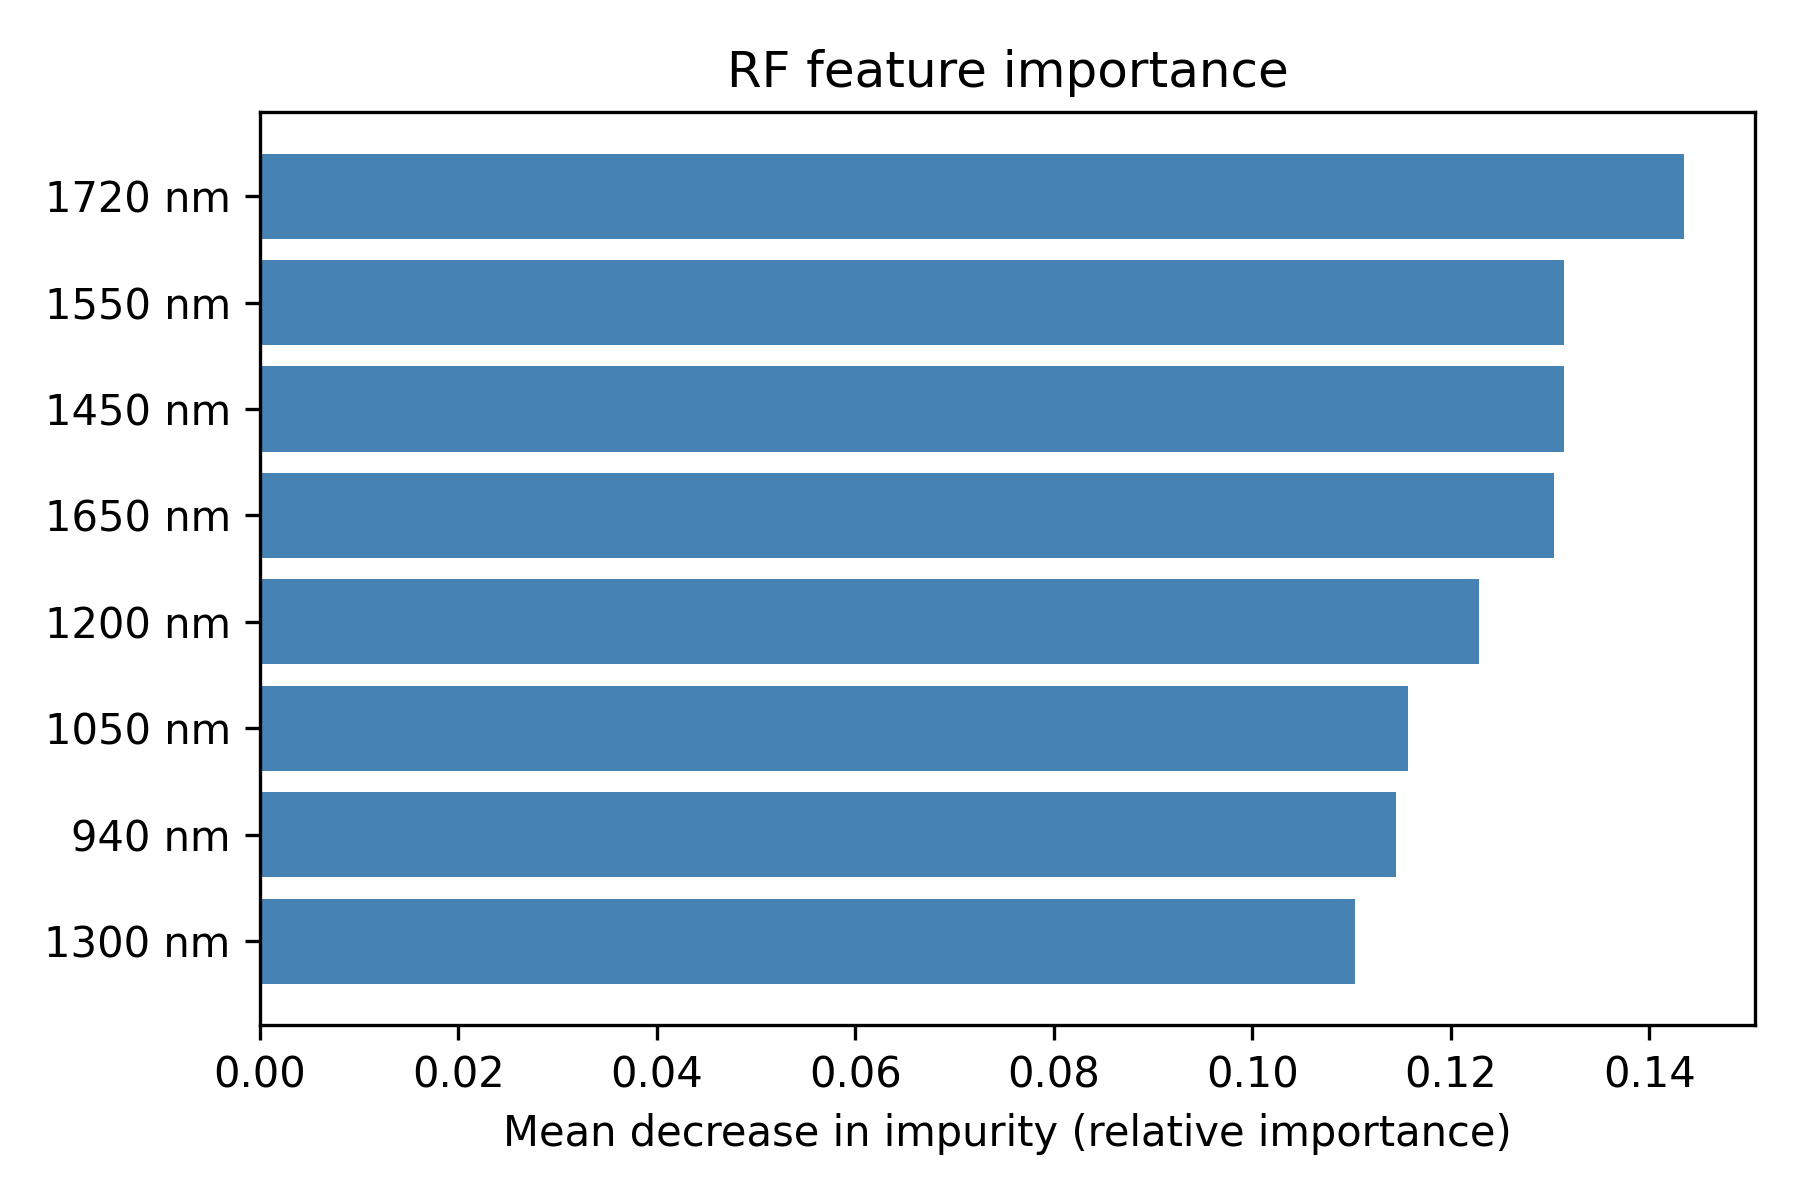 RF feature importance
1720 nm
1550 nm
1450 nm
1650 nm
1200 nm
1050 nm
940 nm
1300 nm
0.00 0.02 0.04 0.06 0.08 0.10 0.12 0.14
Mean decrease in impurity (relative importance)